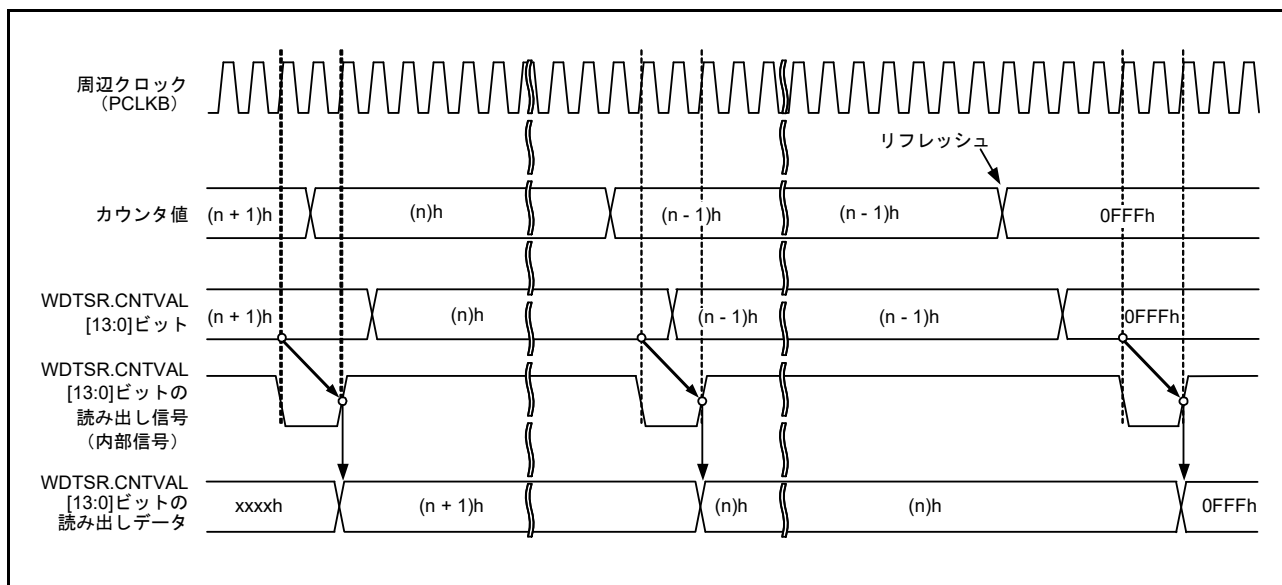 周辺クロック
（PCLKB）
リフレッシュ
カウンタ値
(n + 1)h
(n)h
(n - 1)h
(n - 1)h
0FFFh
WDTSR.CNTVAL
[13:0]ビット
(n + 1)h
(n)h
(n - 1)h
(n - 1)h
0FFFh
WDTSR.CNTVAL
[13:0]ビットの
読み出し信号
（内部信号）
WDTSR.CNTVAL
[13:0]ビットの
読み出しデータ
xxxxh
(n + 1)h
(n)h
(n)h
0FFFh